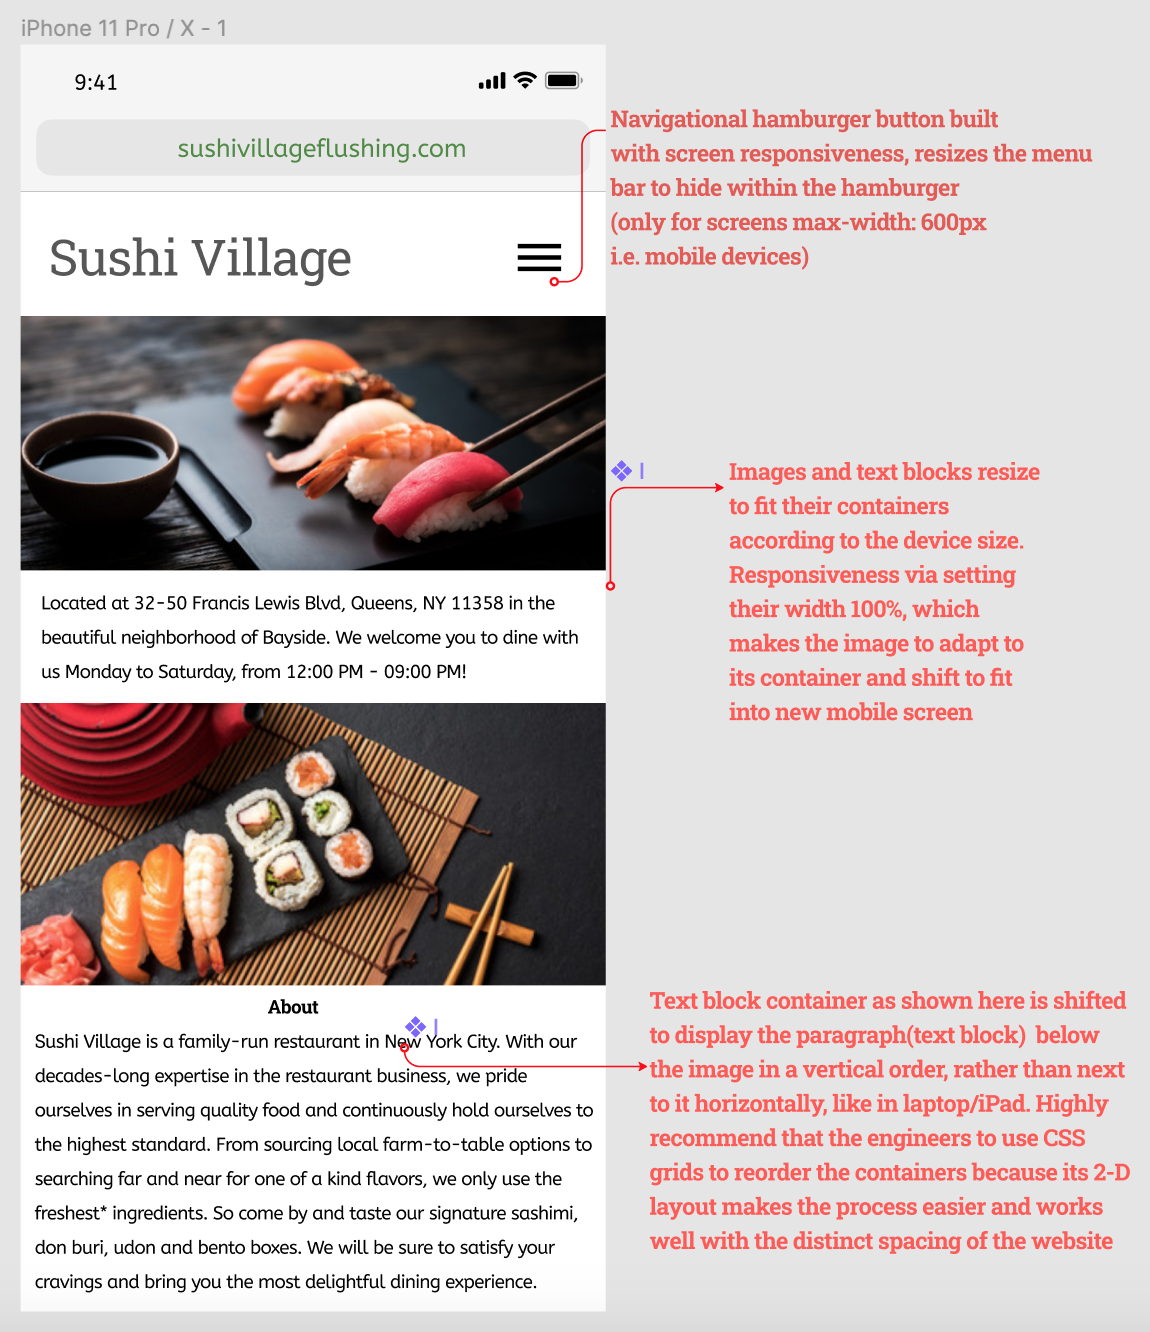 iPhone 11 Pro / X - 1
9:41
sushivillageflushing.com
Sushi Village
Navigational hamburger button built
with screen responsiveness, resizes the menu
bar to hide within the hamburger
(only for screens max-width: 600px
i.e. mobile devices)
Images and text blocks resize
to fit their containers
according to the device size.
Responsiveness via setting
their width 100%, which
makes the image to adapt to
its container and shift to fit
into new mobile screen
Located at 32-50 Francis Lewis Blvd, Queens, NY 11358 in the
beautiful neighborhood of Bayside. We welcome you to dine with
us Monday to Saturday, from 12:00 PM - 09:00 PM!
About
Sushi Village is a family-run restaurant in New York City. With our
decades-long expertise in the restaurant business, we pride
ourselves in serving quality food and continuously hold ourselves to
the highest standard. From sourcing local farm-to-table options to
searching far and near for one of a kind flavors, we only use the
freshest* ingredients. So come by and taste our signature sashimi,
don buri, udon and bento boxes. We will be sure to satisfy your
cravings and bring you the most delightful dining experience.
Text block container as shown here is shifted
to display the paragraph(text block) below
the image in a vertical order, rather than next
to it horizontally, like in laptop/iPad. Highly
recommend that the engineers to use CSS
grids to reorder the containers because its 2-D
layout makes the process easier and works
well with the distinct spacing of the website